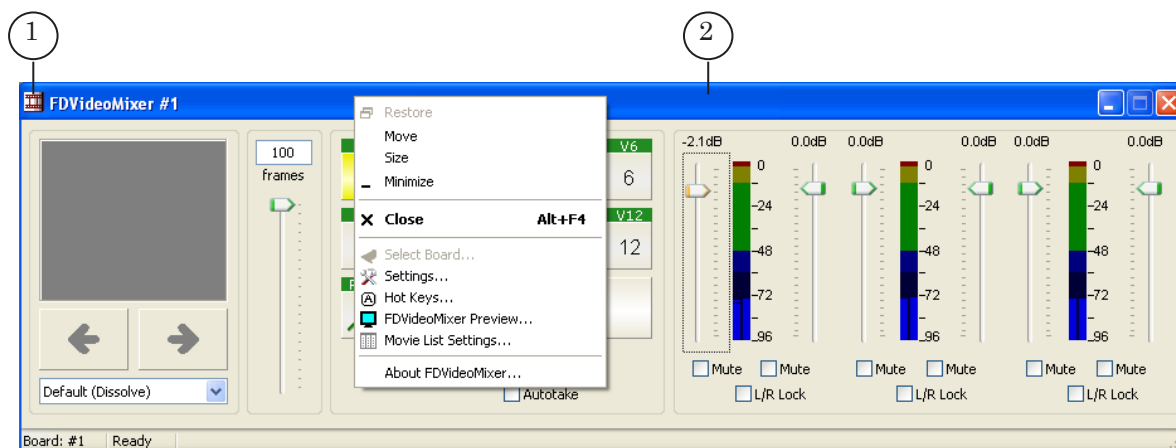 1
2
FDVideoMixer #1
100
frames
Default (Dissolve)
Restore
Move
Size
Minimize
Close Alt+F4
Select Board...
Settings...
Hot Keys...
FDVideoMixer Preview...
Movie List Settings...
About FDVideoMixer...
V6
6
V12
12
Autotake
-2.1dB 0.0dB 0.0dB 0.0dB 0.0dB 0.0dB
0 0 0
-24 -24 -24
-48 -48 -48
-72 -72 -72
-96 -96 -96
Mute Mute Mute Mute Mute Mute
L/R Lock L/R Lock L/R Lock
Board: #1 Ready